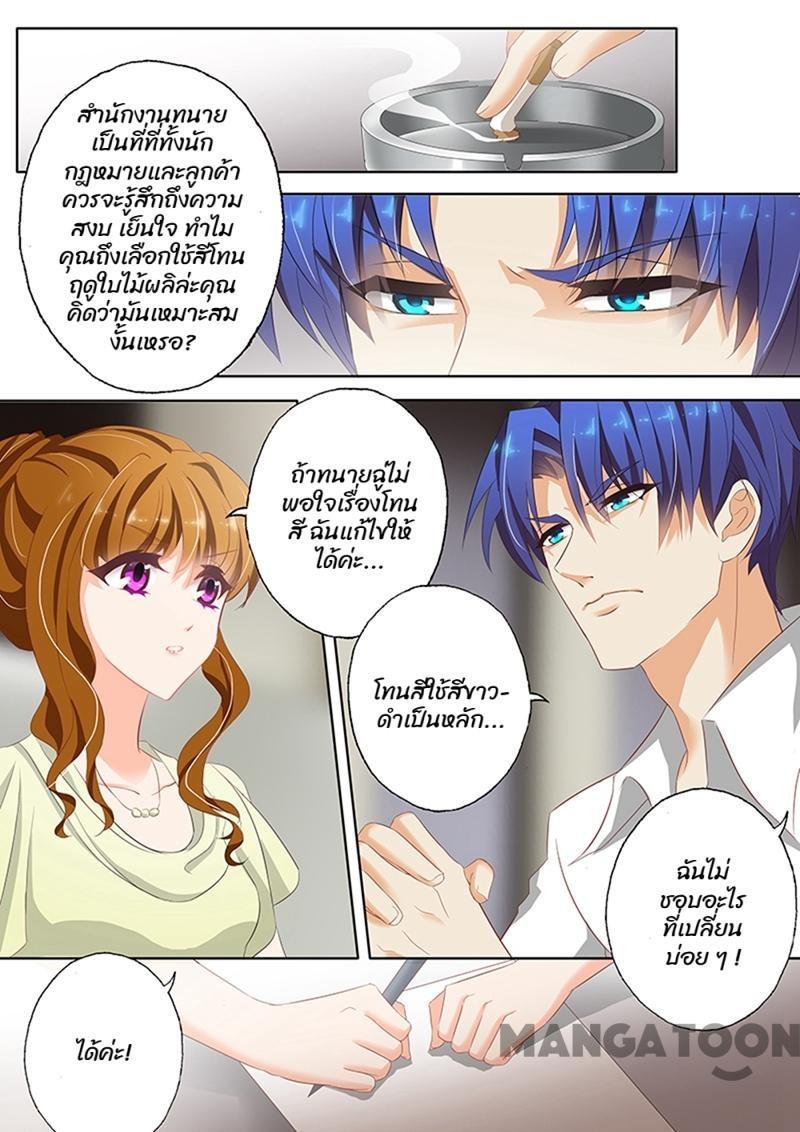 สำนักงานทนาย
เป็นที่ที่ทั้งนัก
กฎหมายและลูกค้า
ควรจะรู้สึกถึงความ
สงบ เย็นใจ ทำไม
คุณถึงเลือกใช้สีโทน
ฤดูใบไม้ผลิล่ะคุณ
คิดว่ามันเหมาะสม
งั้นเหรอ?
ถ้าทนายฉู่ไม่
พอใจเรื่องโทน
สี ฉันแก้ไขให้
ได้ค่ะ...
โทนสีใช้สีขาว-
ดำเป็นหลัก...
ฉันไม่
ชอบอะไร
ที่เปลี่ยน
บ่อย ๆ !
ได้ค่ะ!
MANGATOON